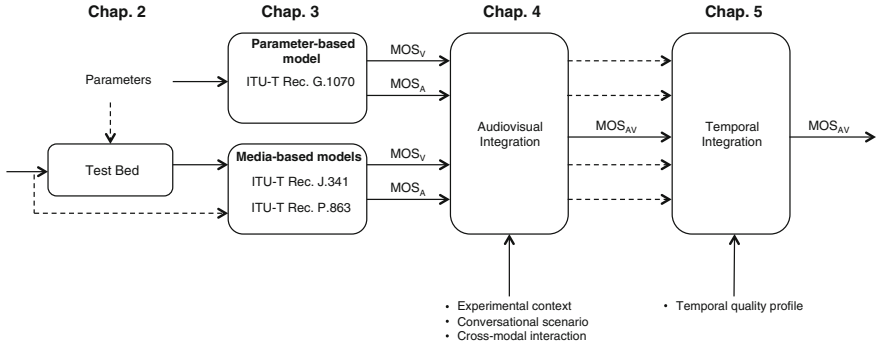 Chap. 2
Chap. 3
Chap. 4
Chap. 5
Parameters
Test Bed
Parameter-based
model
ITU-T Rec. G.1070
Media-based models
ITU-T Rec. J.341
ITU-T Rec. P.863
MOSV
MOSA
MOSV
MOSA
Audiovisual
Integration
MOSAV
Temporal
Integration
MOSAV
• Experimental context
• Conversational scenario
• Cross-modal interaction
• Temporal quality profile